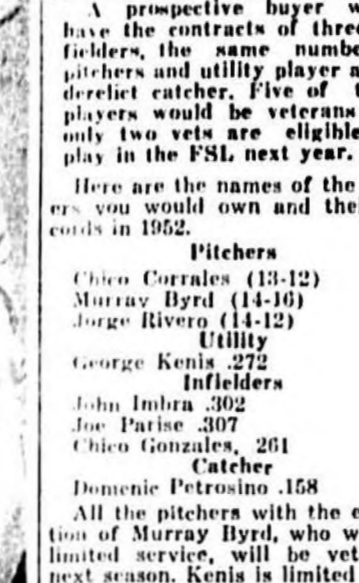 A prospective buyer w
have the contracts of three
fielders, the same numbe
pitchers and utility player a
derelict catcher. Five of t
players would be veterans
only two vets are eligible
play in the FSL next year.
Here are the names of the
ers you would own and thei
cords in 1952.
Pitchers
Chico Corrales (13-12)
Murray Byrd (14-16)
Jorge Rivero (14-12)
Utility
George Kenis .272
Infielders
John Imbra .302
Joe Parise .307
Chico Gonzales, 261
Catcher
Domenic Petrosino .158
All the pitchers with the e
tion of Murray Byrd, who w
limited service, will be vet
next season. Kenis is limited